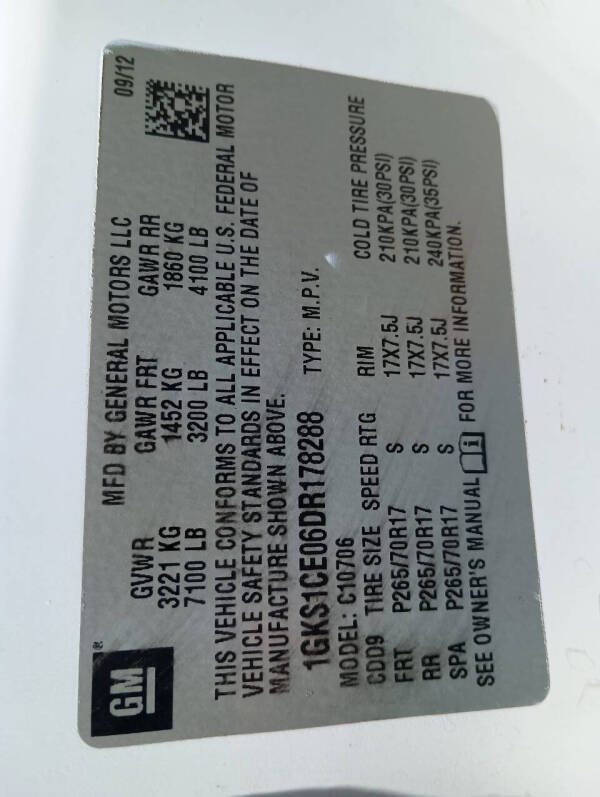 GM®
MFD BY GENERAL MOTORS LLC 09/12
GVWR GAWR FRT GAWR RR
3221 KG 1452 KG 1860 KG
7100 LB 3200 LB 4100 LB
THIS VEHICLE CONFORMS TO ALL APPLICABLE U.S. FEDERAL MOTOR
VEHICLE SAFETY STANDARDS IN EFFECT ON THE DATE OF
MANUFACTURE SHOWN ABOVE.
1GKS1CE06DR178288 TYPE: M.P.V.
MODEL: C10706
CDD9 TIRE SIZE SPEED RTG RIM COLD TIRE PRESSURE
FRT P265/70R17 S 17X7.5J 210KPA(30PSI)
RR P265/70R17 S 17X7.5J 210KPA(30PSI)
SPA P265/70R17 S 17X7.5J 240KPA(35PSI)
SEE OWNER'S MANUAL i FOR MORE INFORMATION.